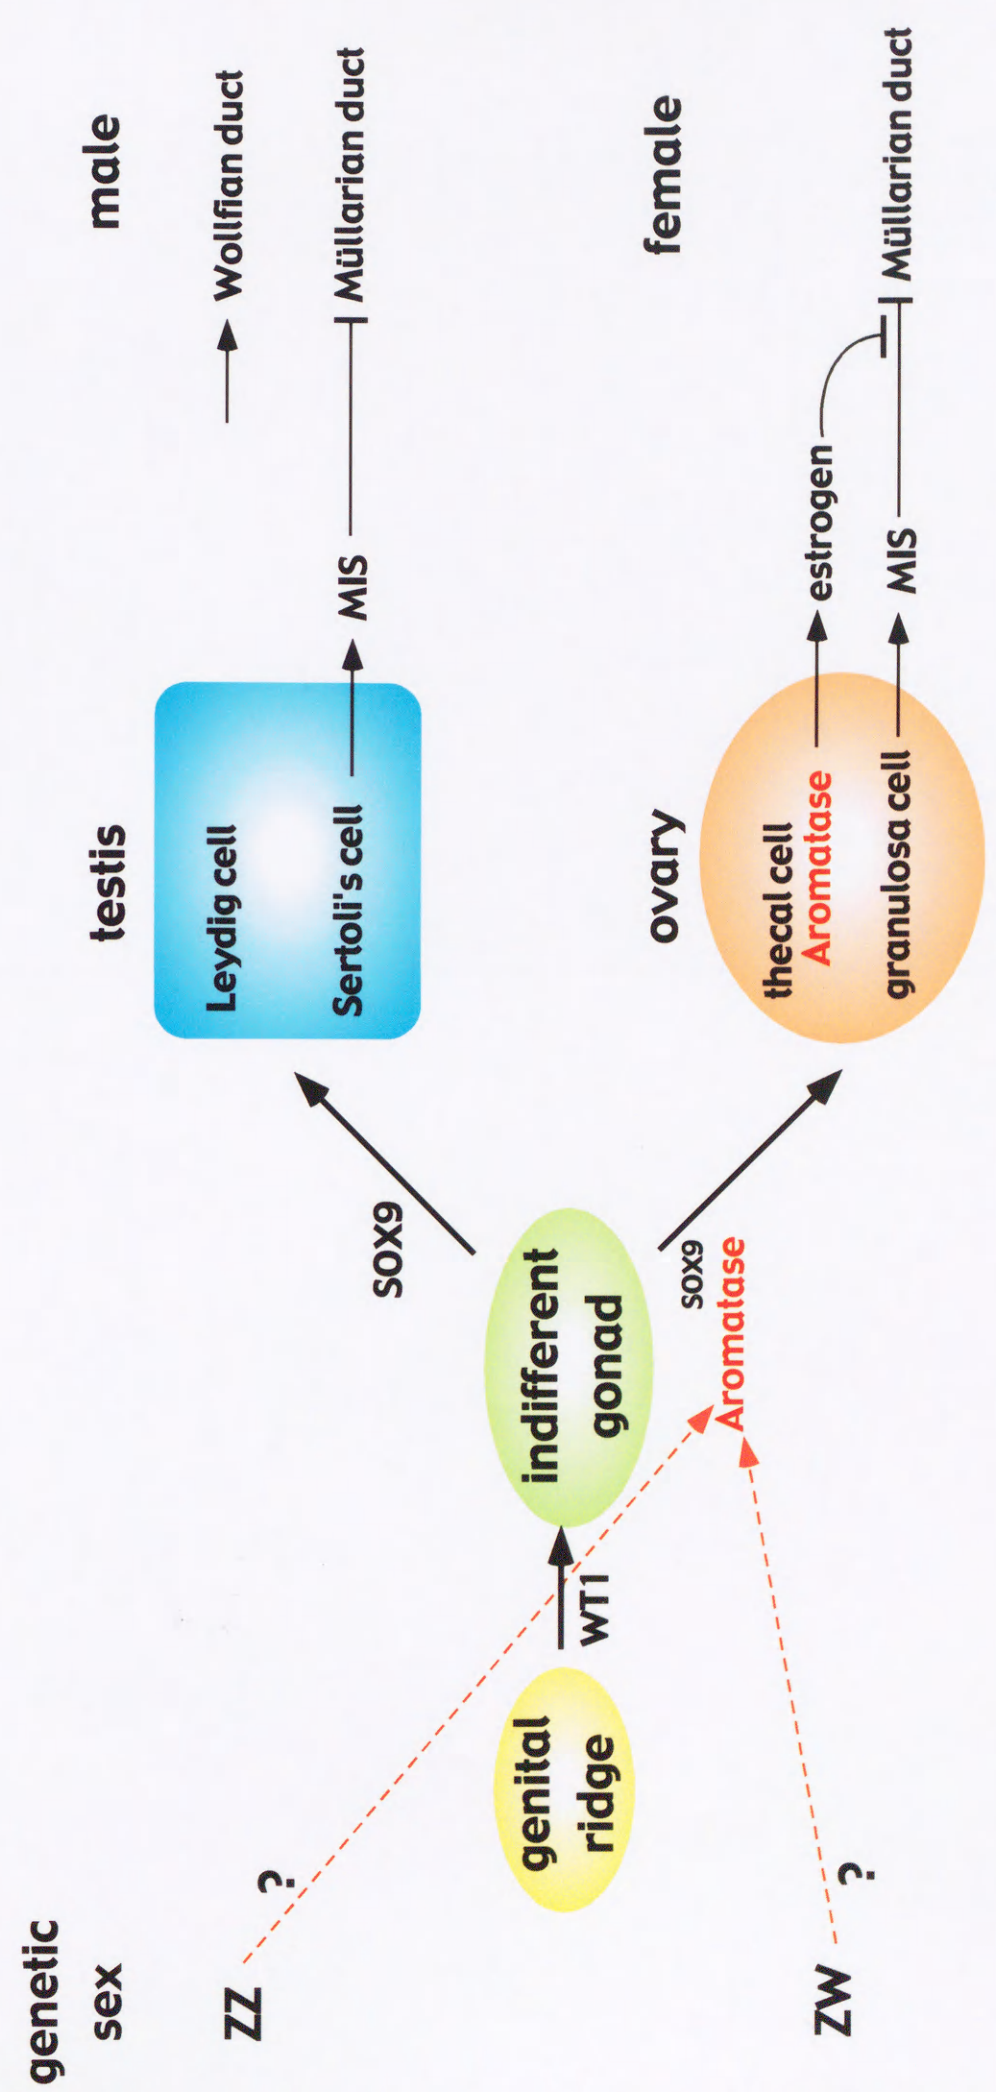 genetic
sex
testis
male
ZZ
?
Leydig cell
Wollfian duct
SOX9
Sertoli's cell
MIS
Müllarian duct
genital
ridge
WT1
indifferent
gonad
ovary
female
SOX9
Aromatase
ZW
?
thecal cell
Aromatase
estrogen
granulosa cell
MIS
Müllarian duct